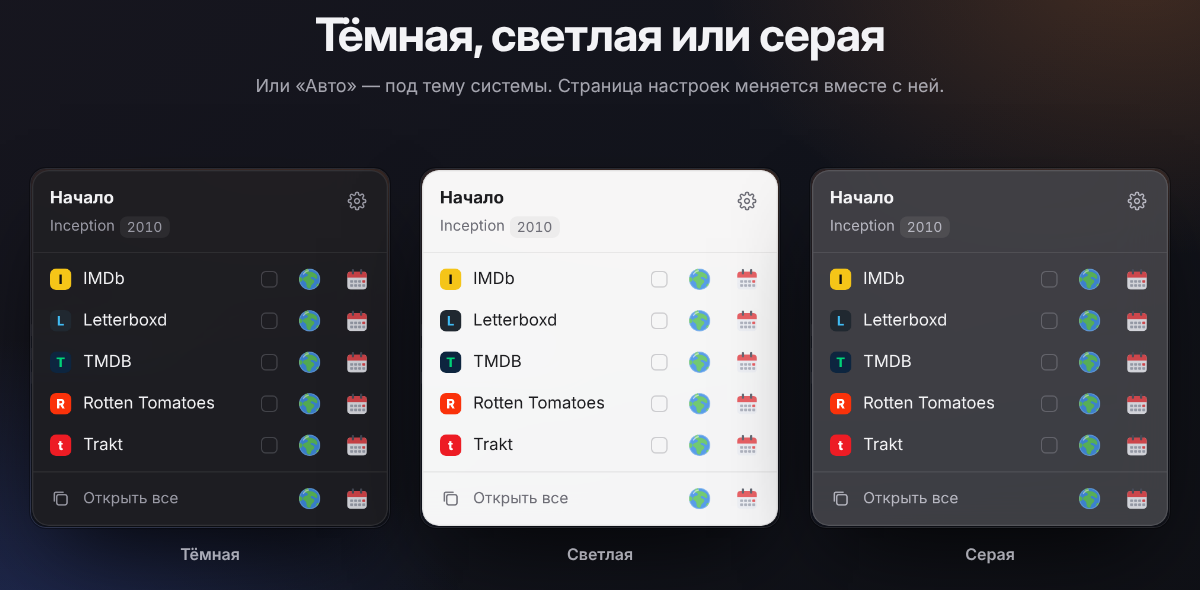 Тёмная, светлая или серая
Или «Авто» — под тему системы. Страница настроек меняется вместе с ней.
Начало
Inception 2010
I IMDb
L Letterboxd
T TMDB
R Rotten Tomatoes
t Trakt
Открыть все
Тёмная
Начало
Inception 2010
I IMDb
L Letterboxd
T TMDB
R Rotten Tomatoes
t Trakt
Открыть все
Светлая
Начало
Inception 2010
I IMDb
L Letterboxd
T TMDB
R Rotten Tomatoes
t Trakt
Открыть все
Серая